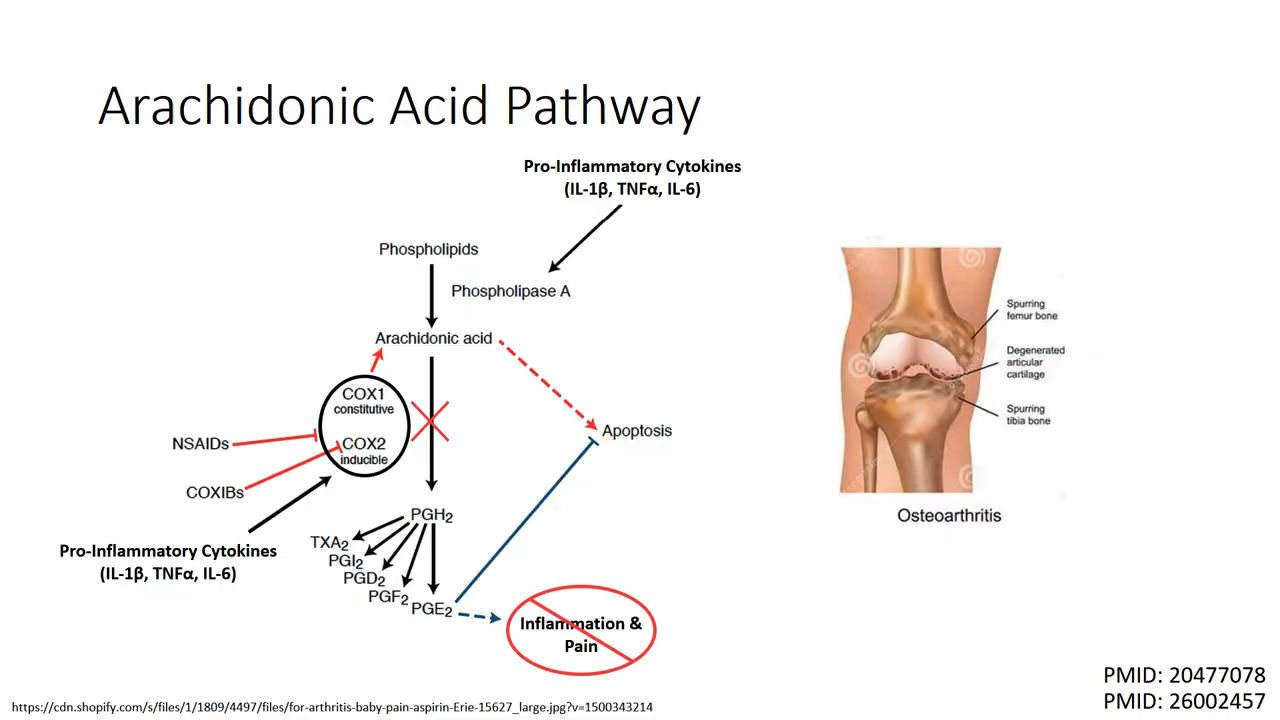 Arachidonic Acid Pathway
Pro-Inflammatory Cytokines
(IL-1β, TNFα, IL-6)
Phospholipids
Phospholipase A
Arachidonic acid
COX1
constitutive
NSAIDs
COX2
inducible
COXIBs
Apoptosis
Pro-Inflammatory Cytokines
(IL-1β, TNFα, IL-6)
PGH2
TXA2
PGI2
PGD2
PGF2
PGE2
Inflammation &
Pain
Spurring
femur bone
Degenerated
articular
cartilage
Spurring
tibia bone
Osteoarthritis
PMID: 20477078
PMID: 26002457
https://cdn.shopify.com/s/files/1/1809/4497/files/for-arthritis-baby-pain-aspirin-Erie-15627_large.jpg?v=1500343214